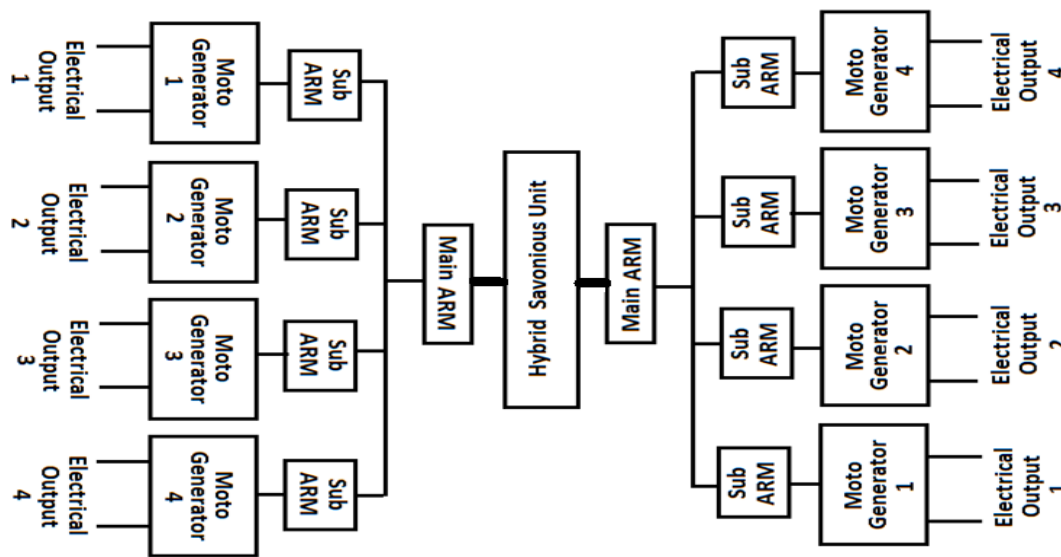 Electrical
Output
1
Moto
Generator
1
Sub
ARM
Electrical
Output
2
Moto
Generator
2
Sub
ARM
Electrical
Output
3
Moto
Generator
3
Sub
ARM
Electrical
Output
4
Moto
Generator
4
Sub
ARM
Main ARM
Hybrid Savonious Unit
Main ARM
Sub
ARM
Moto
Generator
4
Electrical
Output
4
Sub
ARM
Moto
Generator
3
Electrical
Output
3
Sub
ARM
Moto
Generator
2
Electrical
Output
2
Sub
ARM
Moto
Generator
1
Electrical
Output
1